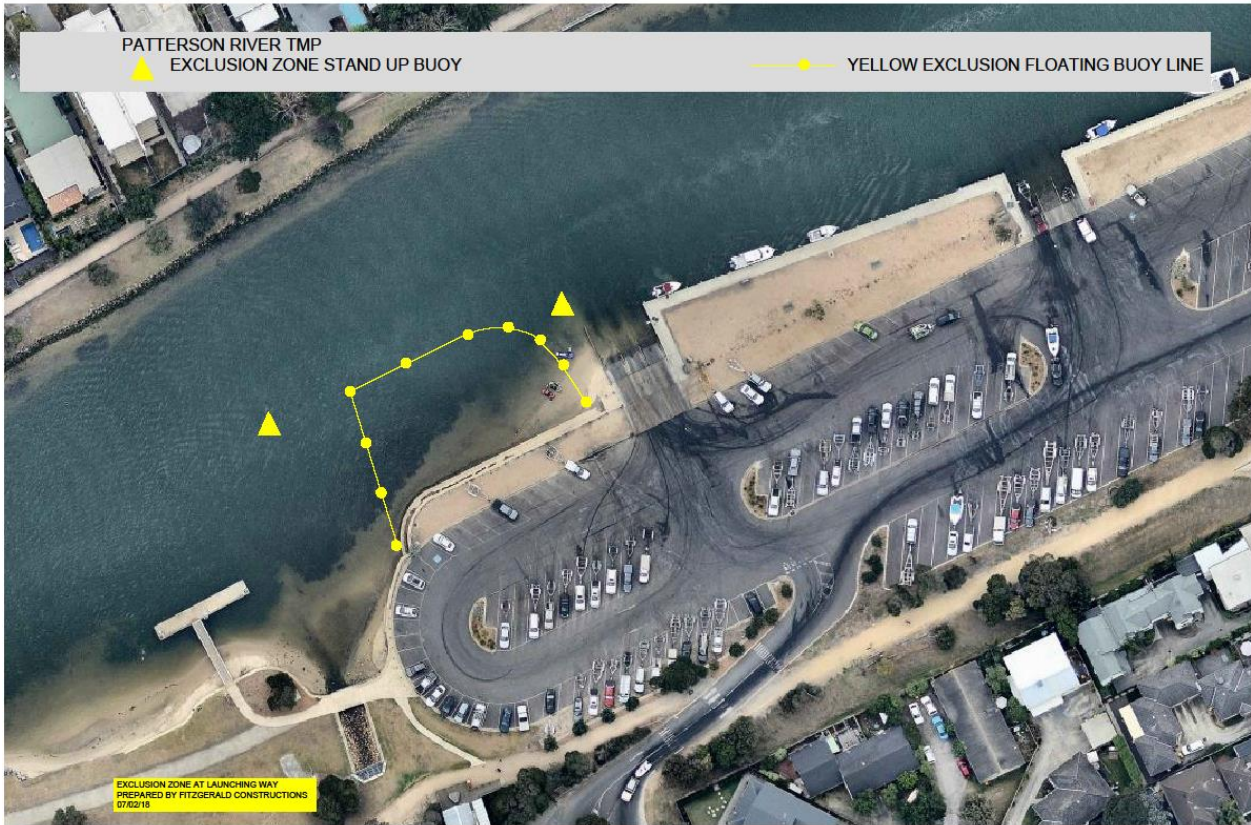 PATTERSON RIVER TMP
EXCLUSION ZONE STAND UP BUOY
YELLOW EXCLUSION FLOATING BUOY LINE
EXCLUSION ZONE AT LAUNCHING WAY
PREPARED BY FITZGERALD CONSTRUCTIONS
07/02/18